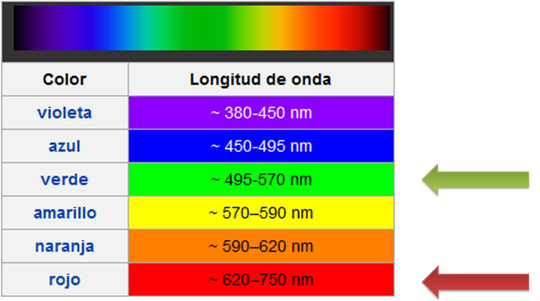 Color Longitud de onda
violeta ~ 380-450 nm
azul ~ 450-495 nm
verde ~ 495-570 nm
amarillo ~ 570–590 nm
naranja ~ 590–620 nm
rojo ~ 620–750 nm